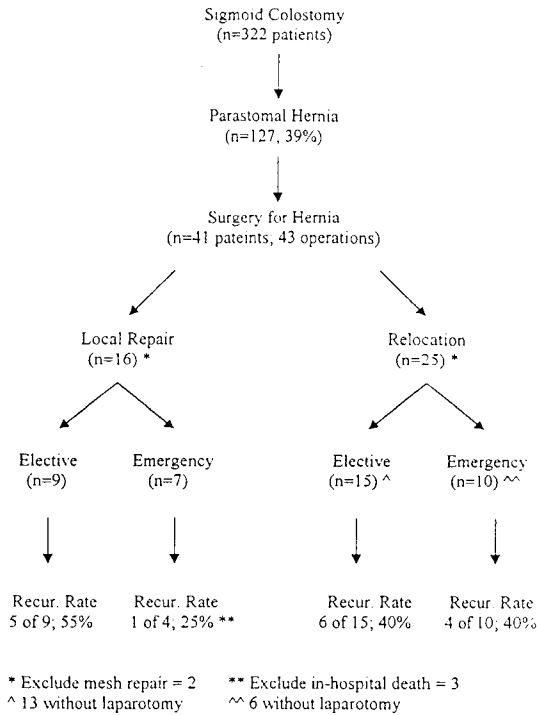 Sigmoid Colostomy
(n=322 patients)
Parastomal Hernia
(n=127, 39%)
Surgery for Hernia
(n=41 pateints; 43 operations)
Local Repair
(n=16) *
Relocation
(n=25) *
Elective
(n=9)
Emergency
(n=7)
Elective
(n=15) ^
Emergency
(n=10) ^^
Recur. Rate
5 of 9; 55%
Recur. Rate
1 of 4; 25% **
Recur. Rate
6 of 15; 40%
Recur. Rate
4 of 10; 40%
* Exclude mesh repair = 2
** Exclude in-hospital death = 3
^ 13 without laparotomy
^^ 6 without laparotomy